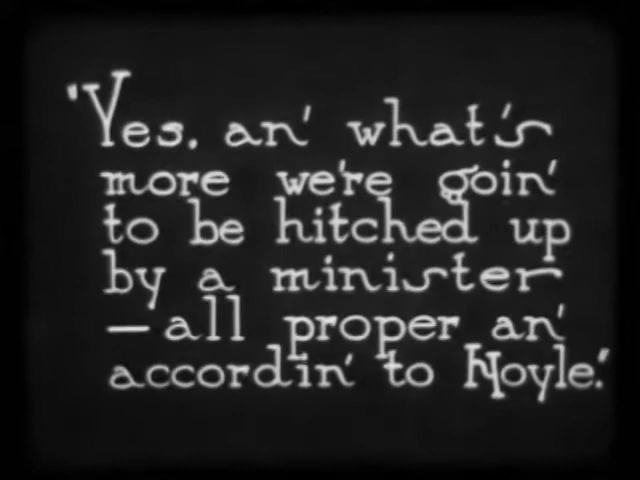 "Yes, an' what's
more we're goin'
to be hitched up
by a minister
—all proper an'
accordin' to Hoyle."